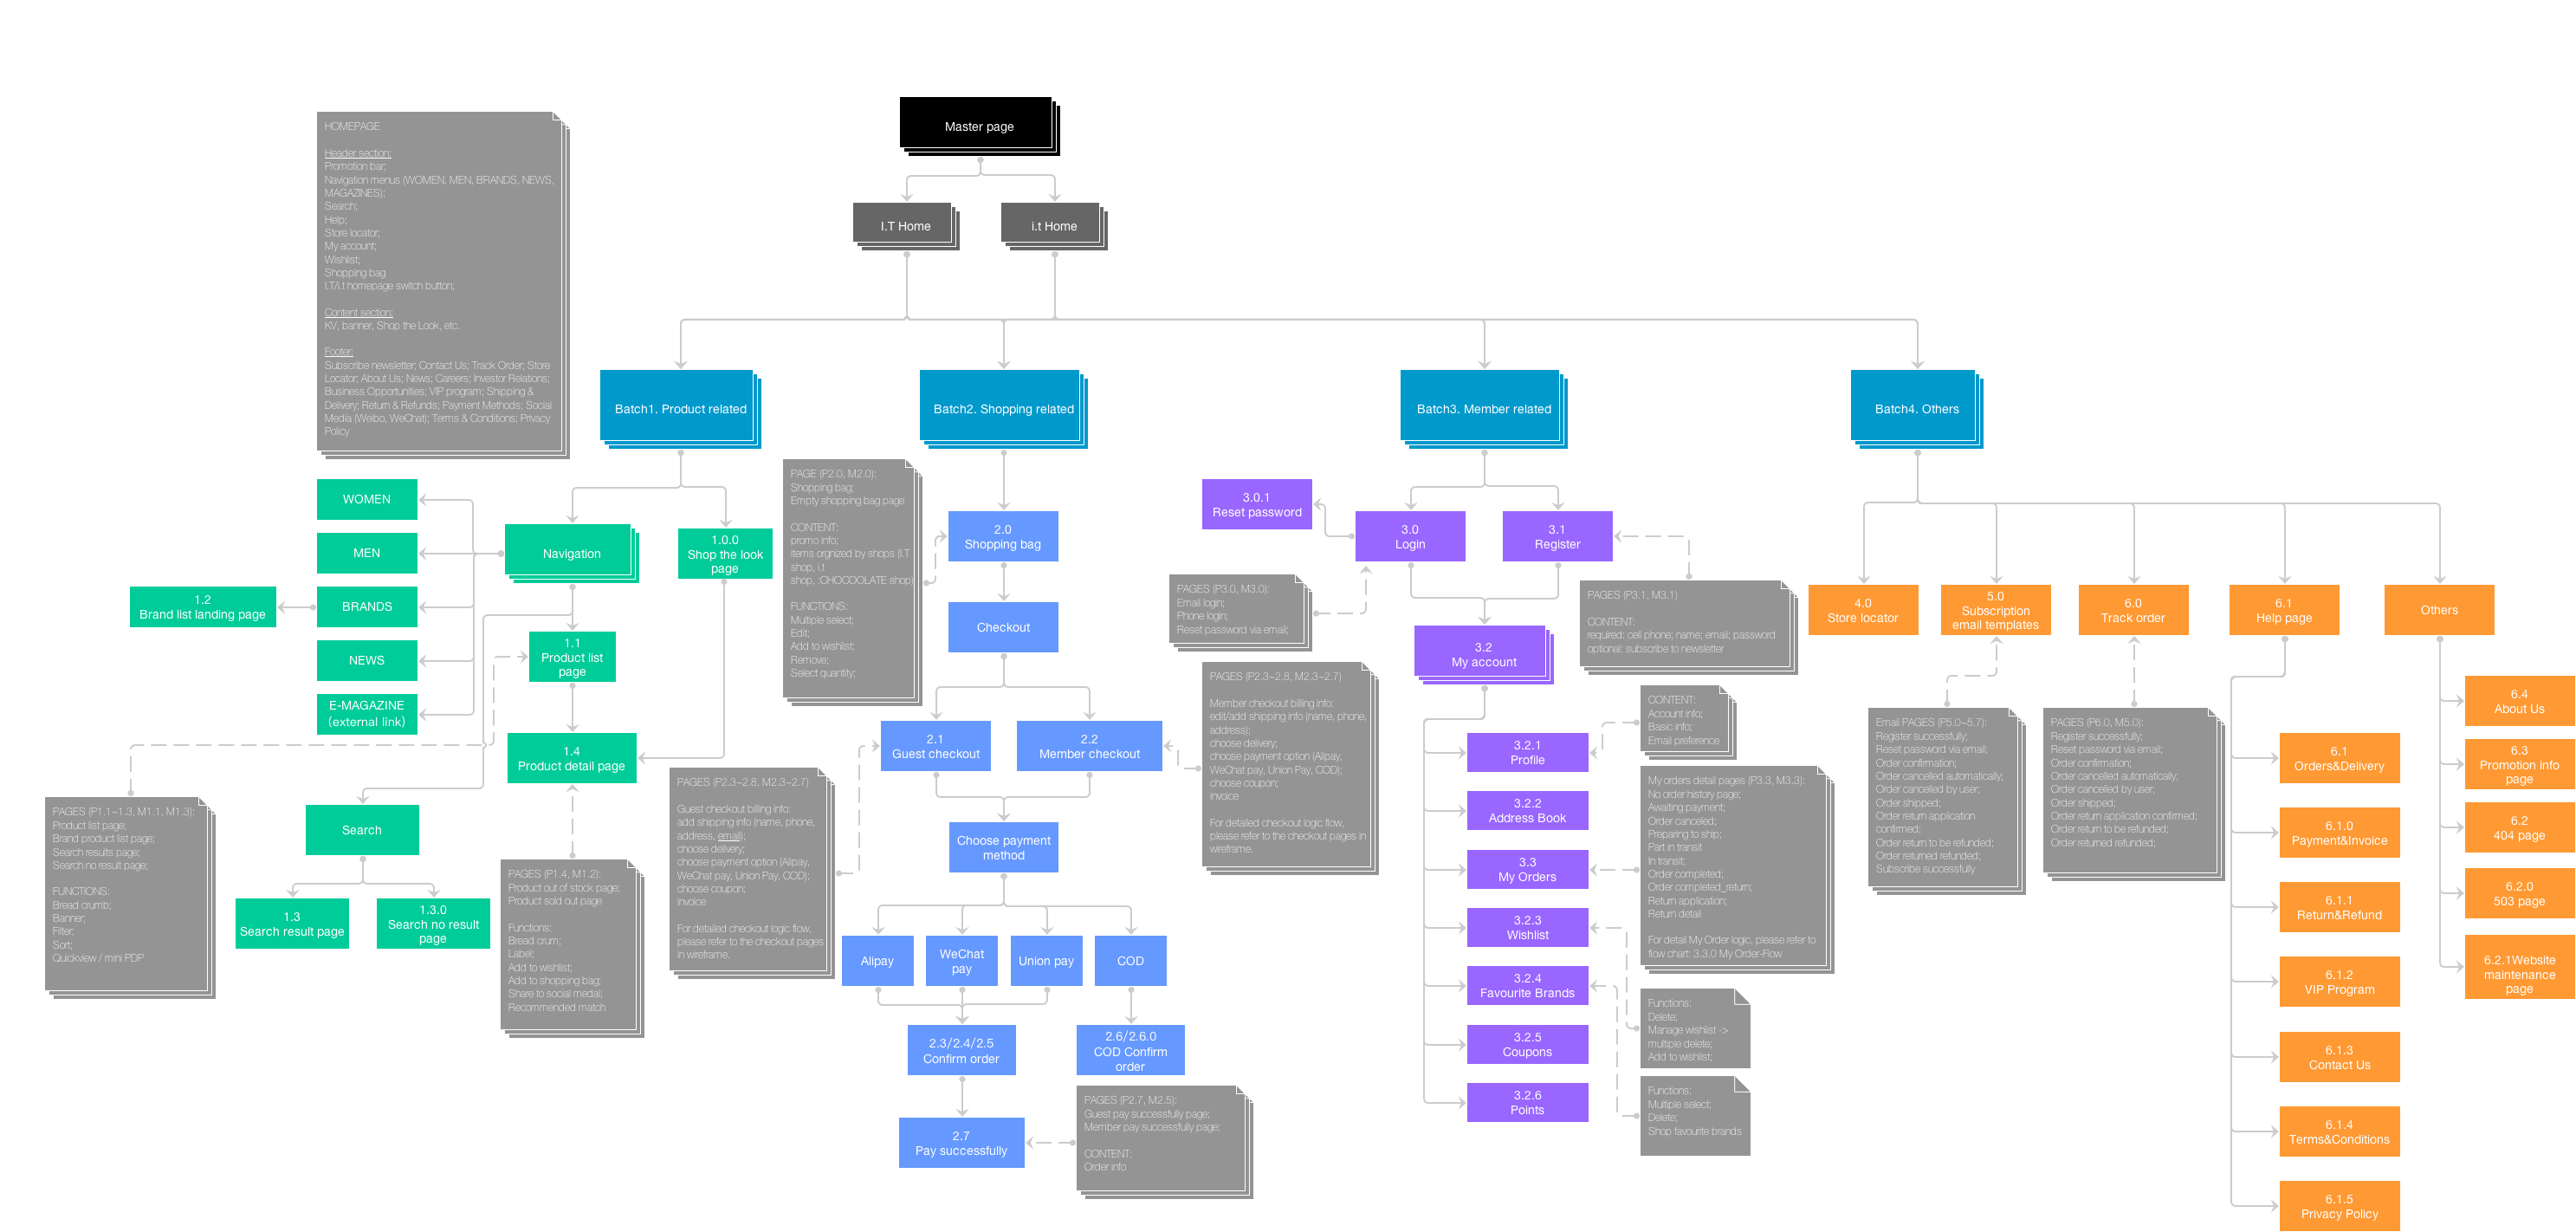 Master page
I.T Home
i.t Home
HOMEPAGE
Header section:
Promotion bar;
Navigation menus (WOMEN, MEN, BRANDS, NEWS,
MAGAZINES);
Search;
Help;
Store locator;
My account;
Wishlist;
Shopping bag
I.T/i.t homepage switch button;
Content section:
KV, banner, Shop the Look, etc.
Footer:
Subscribe newsletter; Contact Us; Track Order; Store
Locator; About Us; News; Careers; Investor Relations;
Business Opportunities; VIP program; Shipping &
Delivery; Return & Refunds; Payment Methods; Social
Media (Weibo, WeChat); Terms & Conditions; Privacy
Policy
Batch1. Product related
Batch2. Shopping related
Batch3. Member related
Batch4. Others
WOMEN
MEN
BRANDS
NEWS
E-MAGAZINE
(external link)
1.2
Brand list landing page
Navigation
1.0.0
Shop the look
page
1.1
Product list
page
1.4
Product detail page
Search
1.3
Search result page
1.3.0
Search no result
page
PAGES (P1.1~1.3, M1.1, M1.3):
Product list page;
Brand product list page;
Search results page;
Search no result page;
FUNCTIONS:
Bread crumb;
Banner;
Filter;
Sort;
Quickview / mini PDP
PAGES (P1.4, M1.2):
Product out of stock page;
Product sold out page
Functions:
Bread crum;
Label;
Add to wishlist;
Add to shopping bag;
Share to social medai;
Recommended match
PAGE (P2.0, M2.0):
Shopping bag;
Empty shopping bag page
CONTENT:
promo info;
items orgnized by shops (I.T
shop, i.t
shop, :CHOCOOLATE shop)
FUNCTIONS:
Multiple select;
Edit;
Add to wishlist;
Remove;
Select quantity;
2.0
Shopping bag
Checkout
2.1
Guest checkout
2.2
Member checkout
PAGES (P2.3~2.8, M2.3~2.7)
Guest checkout billing info:
add shipping info (name, phone,
address, email);
choose delivery;
choose payment option (Alipay,
WeChat pay, Union Pay, COD);
choose coupon;
invoice
For detailed checkout logic flow,
please refer to the checkout pages
in wireframe.
Choose payment
method
Alipay
WeChat
pay
Union pay
COD
2.3/2.4/2.5
Confirm order
2.6/2.6.0
COD Confirm
order
2.7
Pay successfully
PAGES (P2.7, M2.5):
Guest pay successfully page;
Member pay successfully page;
CONTENT:
Order info
PAGES (P2.3~2.8, M2.3~2.7)
Member checkout billing info:
edit/add shipping info (name, phone,
address);
choose delivery;
choose payment option (Alipay,
WeChat pay, Union Pay, COD);
choose coupon;
invoice
For detailed checkout logic flow,
please refer to the checkout pages in
wireframe.
3.0.1
Reset password
3.0
Login
3.1
Register
PAGES (P3.0, M3.0):
Email login;
Phone login;
Reset password via email;
PAGES (P3.1, M3.1)
CONTENT:
required: cell phone; name; email; password
optional: subscribe to newsletter
3.2
My account
3.2.1
Profile
3.2.2
Address Book
3.3
My Orders
3.2.3
Wishlist
3.2.4
Favourite Brands
3.2.5
Coupons
3.2.6
Points
CONTENT:
Account info;
Basic info;
Email preference
My orders detail pages (P3.3, M3.3):
No order history page;
Awaiting payment;
Order canceled;
Preparing to ship;
Part in transit
In transit;
Order completed;
Order completed_return;
Return application;
Return detail
For detail My Order logic, please refer to
flow chart: 3.3.0 My Order-Flow
Functions:
Delete;
Manage wishlist ->
multiple delete;
Add to wishlist;
Functions:
Multiple select;
Delete;
Shop favourite brands
4.0
Store locator
5.0
Subscription
email templates
6.0
Track order
6.1
Help page
Others
Email PAGES (P5.0~5.7):
Register successfully;
Reset password via email;
Order confirmation;
Order cancelled automatically;
Order cancelled by user;
Order shipped;
Order return application
confirmed;
Order return to be refunded;
Order returned refunded;
Subscribe successfully
PAGES (P6.0, M5.0):
Register successfully;
Reset password via email;
Order confirmation;
Order cancelled automatically;
Order cancelled by user;
Order shipped;
Order return application confirmed;
Order return to be refunded;
Order returned refunded;
6.1
Orders&Delivery
6.1.0
Payment&Invoice
6.1.1
Return&Refund
6.1.2
VIP Program
6.1.3
Contact Us
6.1.4
Terms&Conditions
6.1.5
Privacy Policy
6.4
About Us
6.3
Promotion info
page
6.2
404 page
6.2.0
503 page
6.2.1Website
maintenance
page